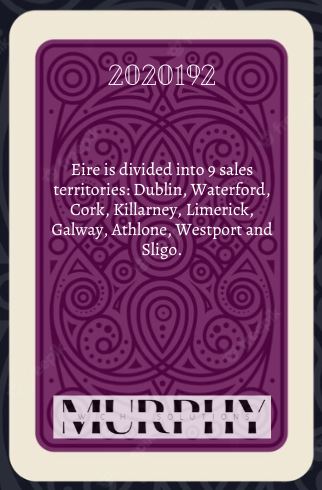 2020192
Eire is divided into 9 sales
territories: Dublin, Waterford,
Cork, Killarney, Limerick,
Galway, Athlone, Westport and
Sligo.
MURPHY
WICHI SOLUTIONS